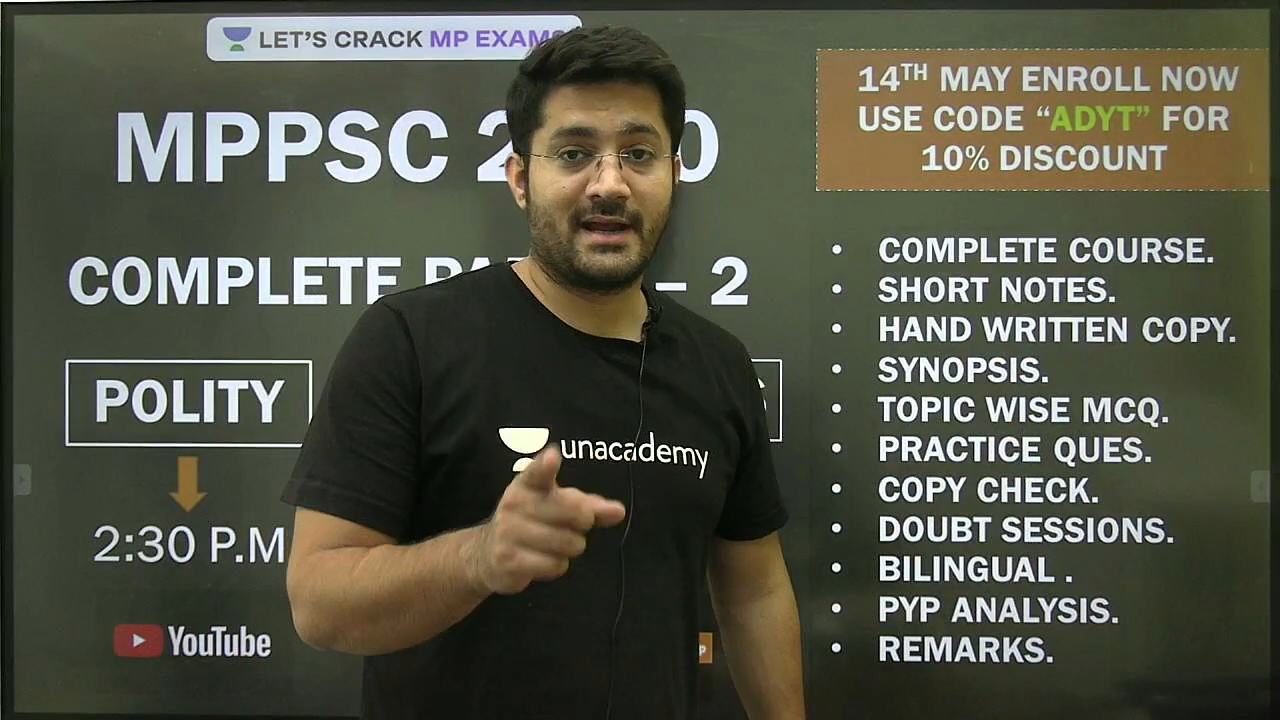 LET'S CRACK MP EXAMS
MPPSC 2 0
COMPLETE – 2
POLITY
2:30 P.M
YouTube
unacademy
14TH MAY ENROLL NOW
USE CODE “ADYT” FOR
10% DISCOUNT
• COMPLETE COURSE.
• SHORT NOTES.
• HAND WRITTEN COPY.
• SYNOPSIS.
• TOPIC WISE MCQ.
• PRACTICE QUES.
• COPY CHECK.
• DOUBT SESSIONS.
• BILINGUAL .
• PYP ANALYSIS.
• REMARKS.